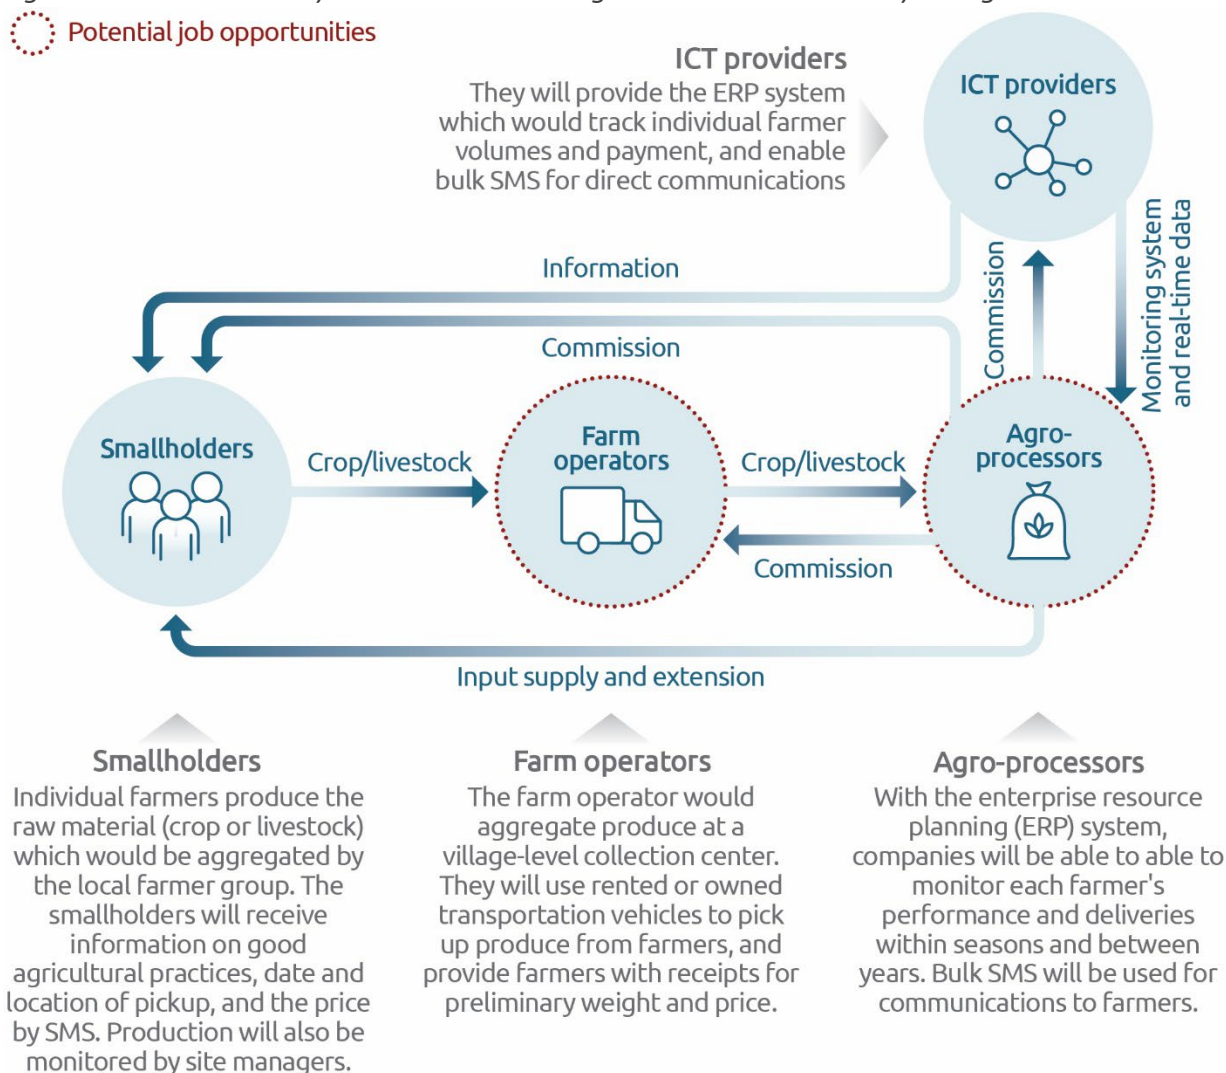 Potential job opportunities
ICT providers
They will provide the ERP system
which would track individual farmer
volumes and payment, and enable
bulk SMS for direct communications
ICT providers
Information
Commission
Commission
Monitoring system
and real-time data
Smallholders
Crop/livestock
Farm
operators
Crop/livestock
Commission
Agro-
processors
Input supply and extension
Smallholders
Individual farmers produce the
raw material (crop or livestock)
which would be aggregated by
the local farmer group. The
smallholders will receive
information on good
agricultural practices, date and
location of pickup, and the price
by SMS. Production will also be
monitored by site managers.
Farm operators
The farm operator would
aggregate produce at a
village-level collection center.
They will use rented or owned
transportation vehicles to pick
up produce from farmers, and
provide farmers with receipts for
preliminary weight and price.
Agro-processors
With the enterprise resource
planning (ERP) system,
companies will be able to able to
monitor each farmer's
performance and deliveries
within seasons and between
years. Bulk SMS will be used for
communications to farmers.